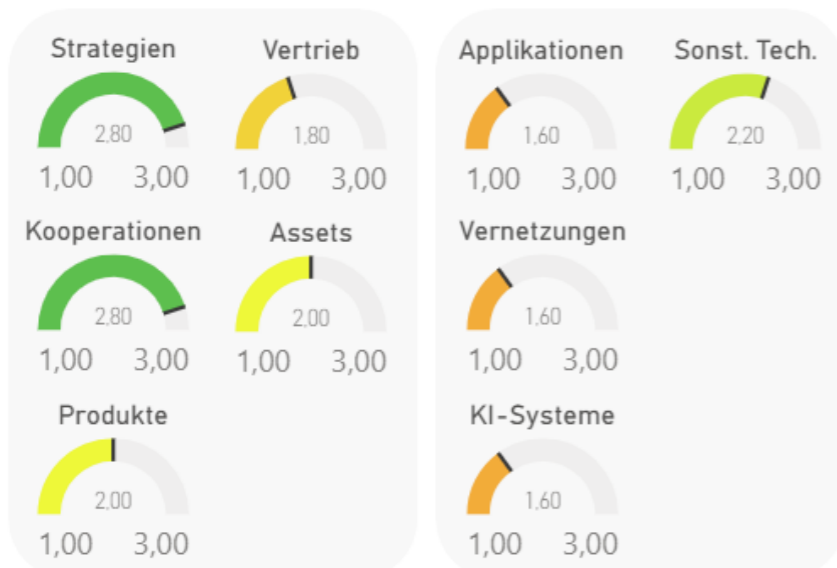 Strategien
2,80
1,00 3,00
Vertrieb
1,80
1,00 3,00
Kooperationen
2,80
1,00 3,00
Assets
2,00
1,00 3,00
Produkte
2,00
1,00 3,00
Applikationen
1,60
1,00 3,00
Sonst. Tech.
2,20
1,00 3,00
Vernetzungen
1,60
1,00 3,00
KI-Systeme
1,60
1,00 3,00